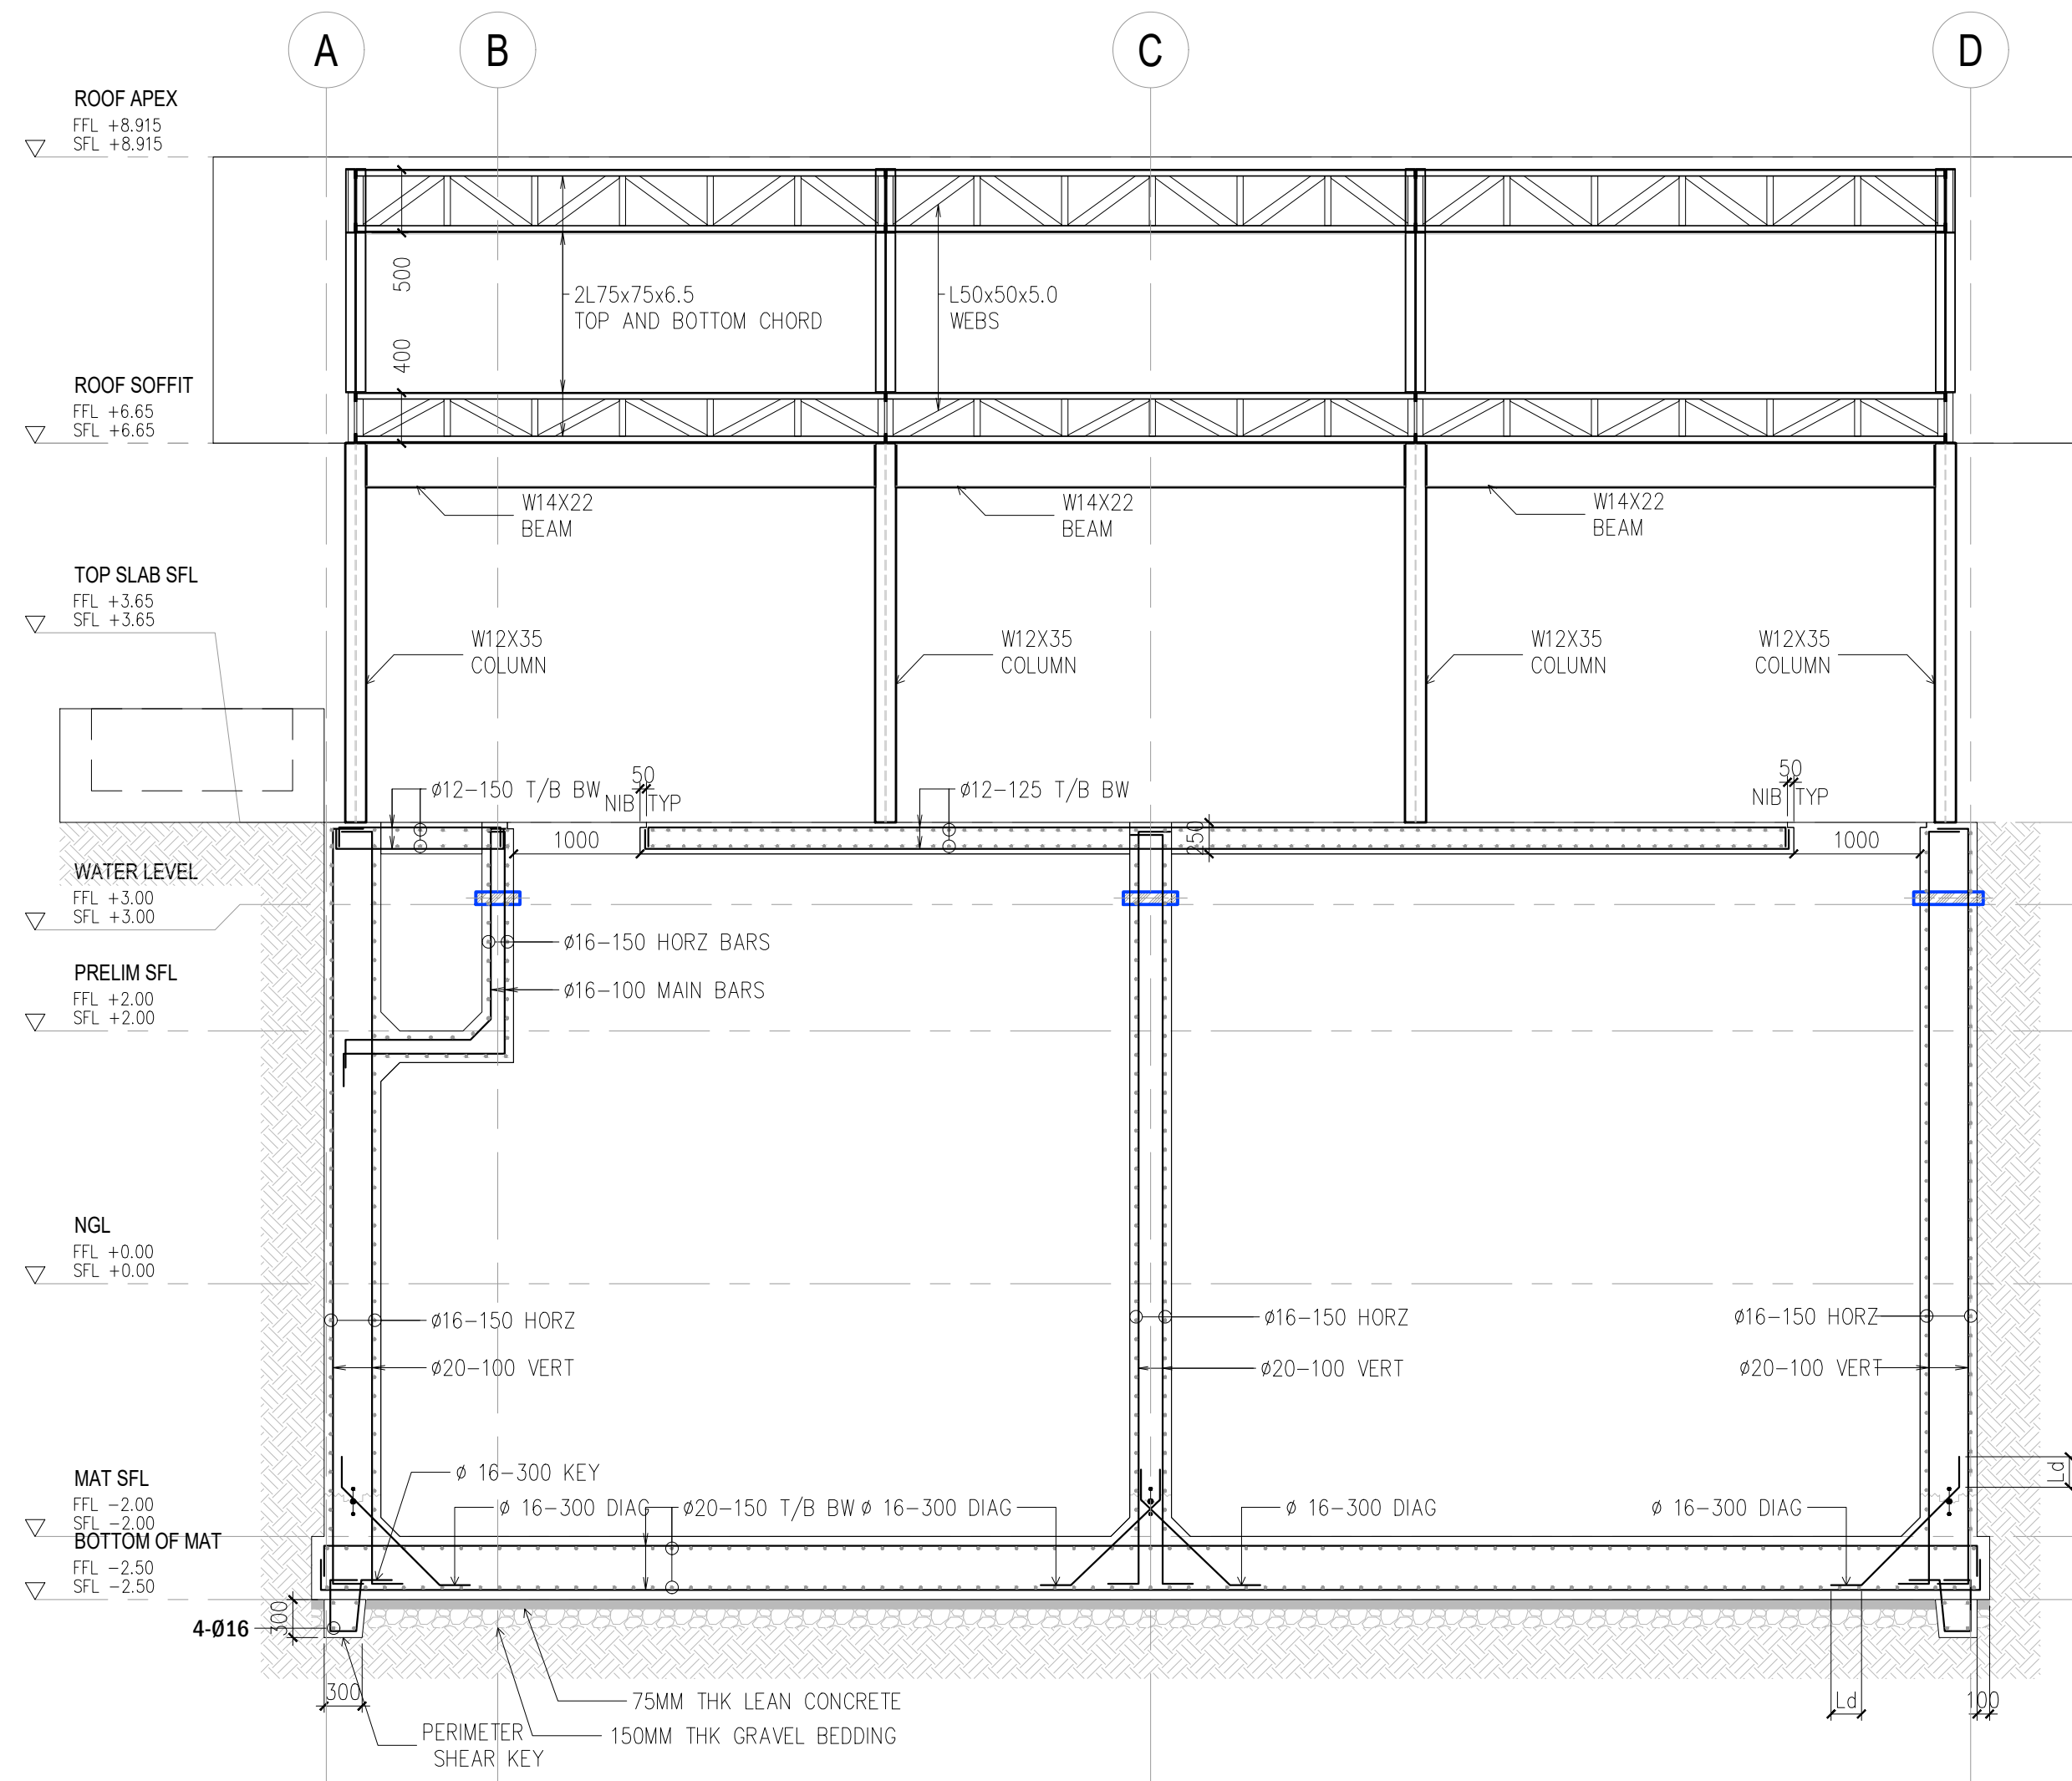 A
B
C
D
ROOF APEX
FFL +8.915
SFL +8.915
500
2L75x75x6.5
TOP AND BOTTOM CHORD
L50x50x5.0
WEBS
400
ROOF SOFFIT
FFL +6.65
SFL +6.65
W14X22
BEAM
W14X22
BEAM
W14X22
BEAM
TOP SLAB SFL
FFL +3.65
SFL +3.65
W12X35
COLUMN
W12X35
COLUMN
W12X35
COLUMN
W12X35
COLUMN
ø12-150 T/B BW
50
NIB TYP
ø12-125 T/B BW
50
NIB TYP
1000
250
1000
WATER LEVEL
FFL +3.00
SFL +3.00
ø16-150 HORZ BARS
PRELIM SFL
FFL +2.00
SFL +2.00
ø16-100 MAIN BARS
NGL
FFL +0.00
SFL +0.00
ø16-150 HORZ
ø16-150 HORZ
ø16-150 HORZ
ø20-100 VERT
ø20-100 VERT
ø20-100 VERT
MAT SFL
FFL -2.00
SFL -2.00
ø 16-300 KEY
Ld
ø 16-300 DIAG
ø20-150 T/B BW
ø 16-300 DIAG
ø 16-300 DIAG
ø 16-300 DIAG
BOTTOM OF MAT
FFL -2.50
SFL -2.50
300
4-Ø16
300
75MM THK LEAN CONCRETE
Ld
100
PERIMETER
SHEAR KEY
150MM THK GRAVEL BEDDING